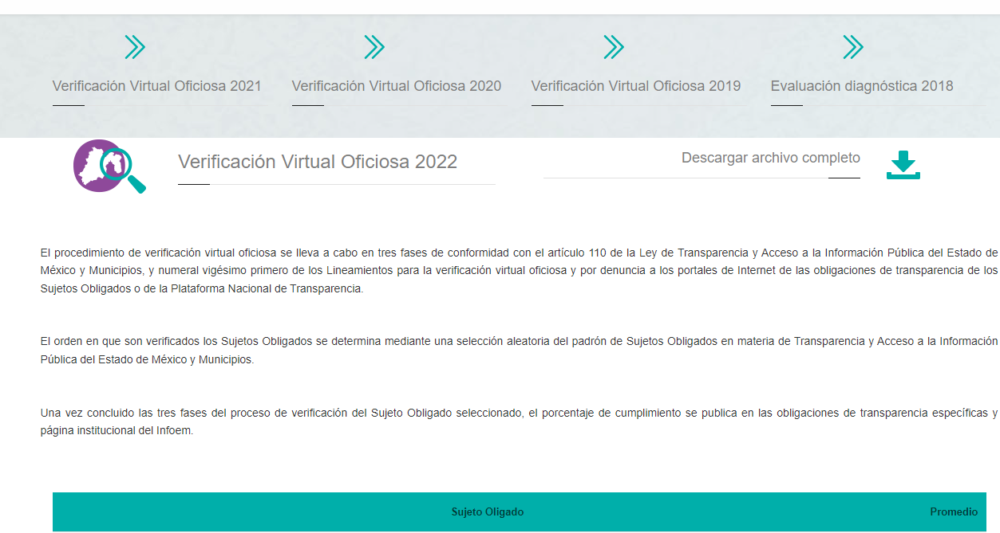 Verificación Virtual Oficiosa 2021
Verificación Virtual Oficiosa 2020
Verificación Virtual Oficiosa 2019
Evaluación diagnóstica 2018
Verificación Virtual Oficiosa 2022
Descargar archivo completo
El procedimiento de verificación virtual oficiosa se lleva a cabo en tres fases de conformidad con el artículo 110 de la Ley de Transparencia y Acceso a la Información Pública del Estado de
México y Municipios, y numeral vigésimo primero de los Lineamientos para la verificación virtual oficiosa y por denuncia a los portales de Internet de las obligaciones de transparencia de los
Sujetos Obligados o de la Plataforma Nacional de Transparencia.
El orden en que son verificados los Sujetos Obligados se determina mediante una selección aleatoria del padrón de Sujetos Obligados en materia de Transparencia y Acceso a la Información
Pública del Estado de México y Municipios.
Una vez concluido las tres fases del proceso de verificación del Sujeto Obligado seleccionado, el porcentaje de cumplimiento se publica en las obligaciones de transparencia específicas y
página institucional del Infoem.
Sujeto Oligado
Promedio